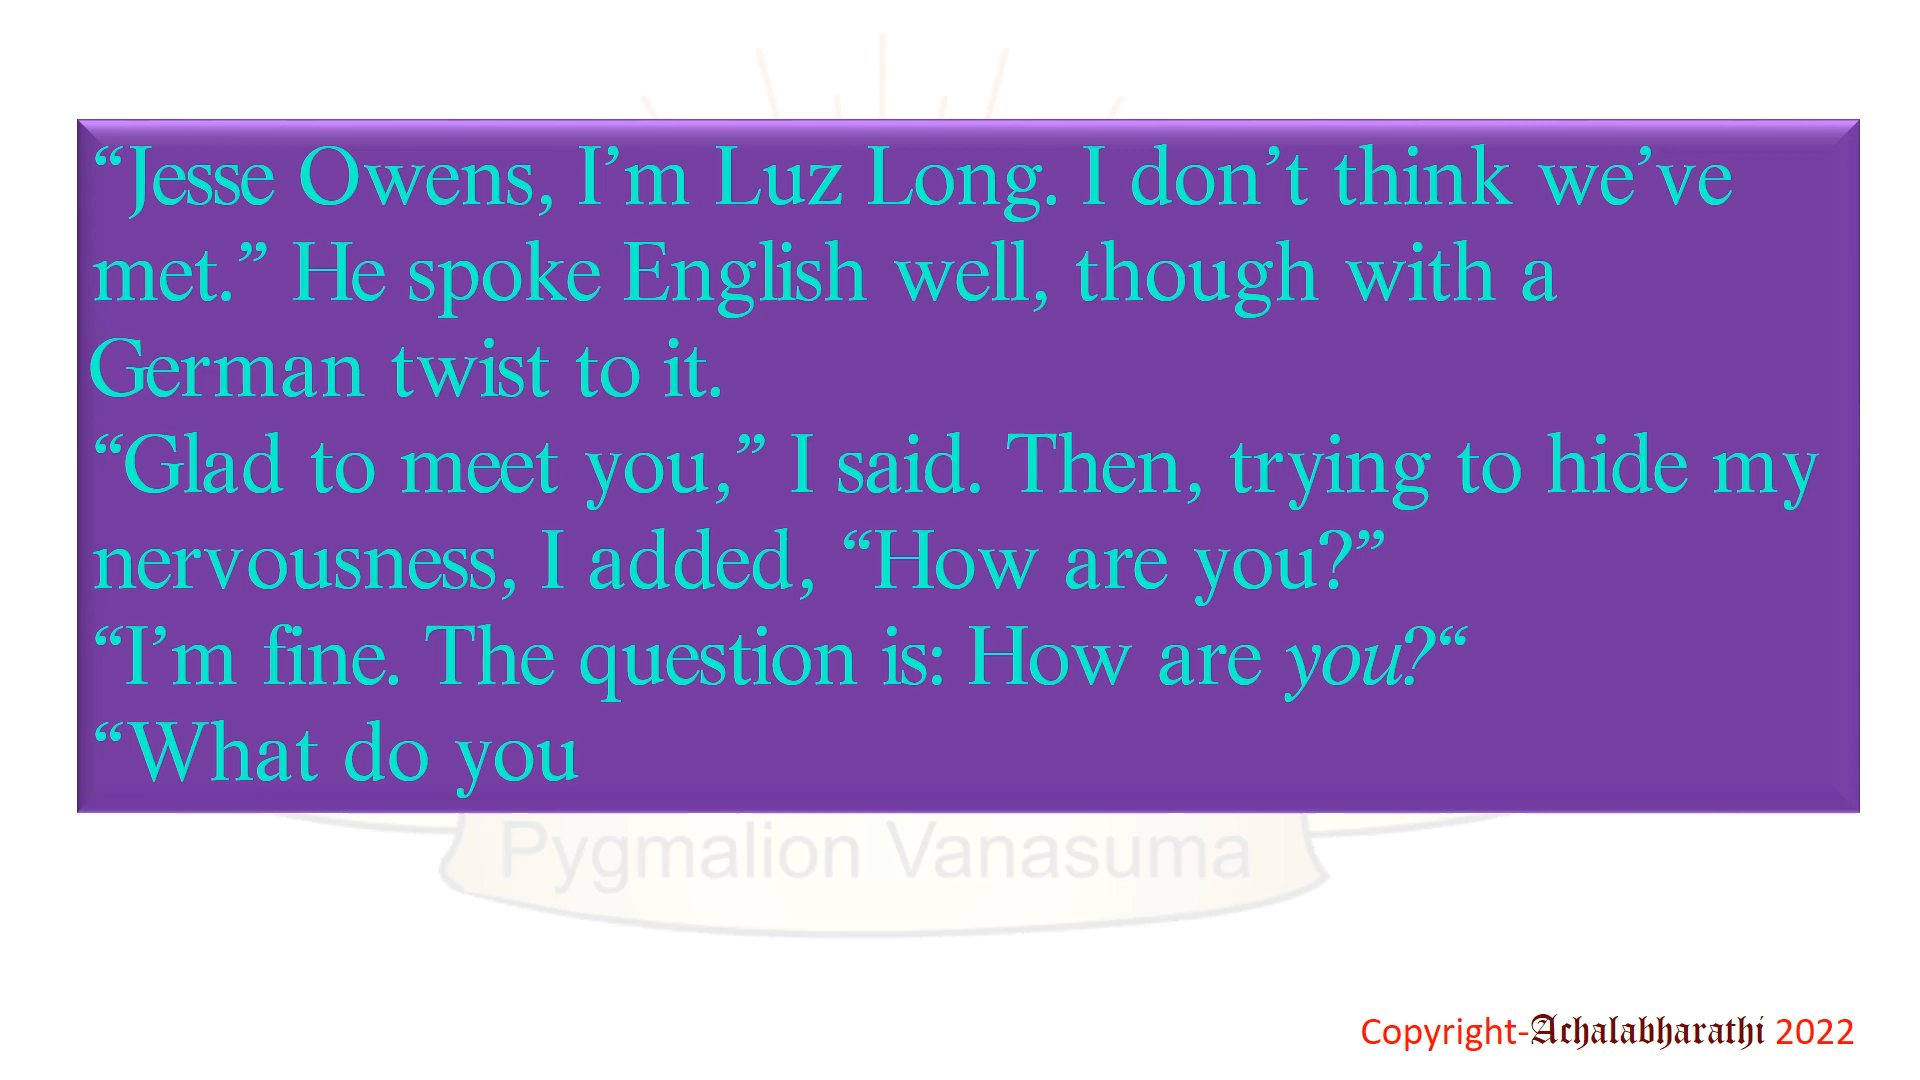 “Jesse Owens, I’m Luz Long. I don’t think we’ve
met.” He spoke English well, though with a
German twist to it.
“Glad to meet you,” I said. Then, trying to hide my
nervousness, I added, “How are you?”
“I’m fine. The question is: How are you?“
“What do you
Pygmalion Vanasuma
Copyright-Achalabharathi 2022